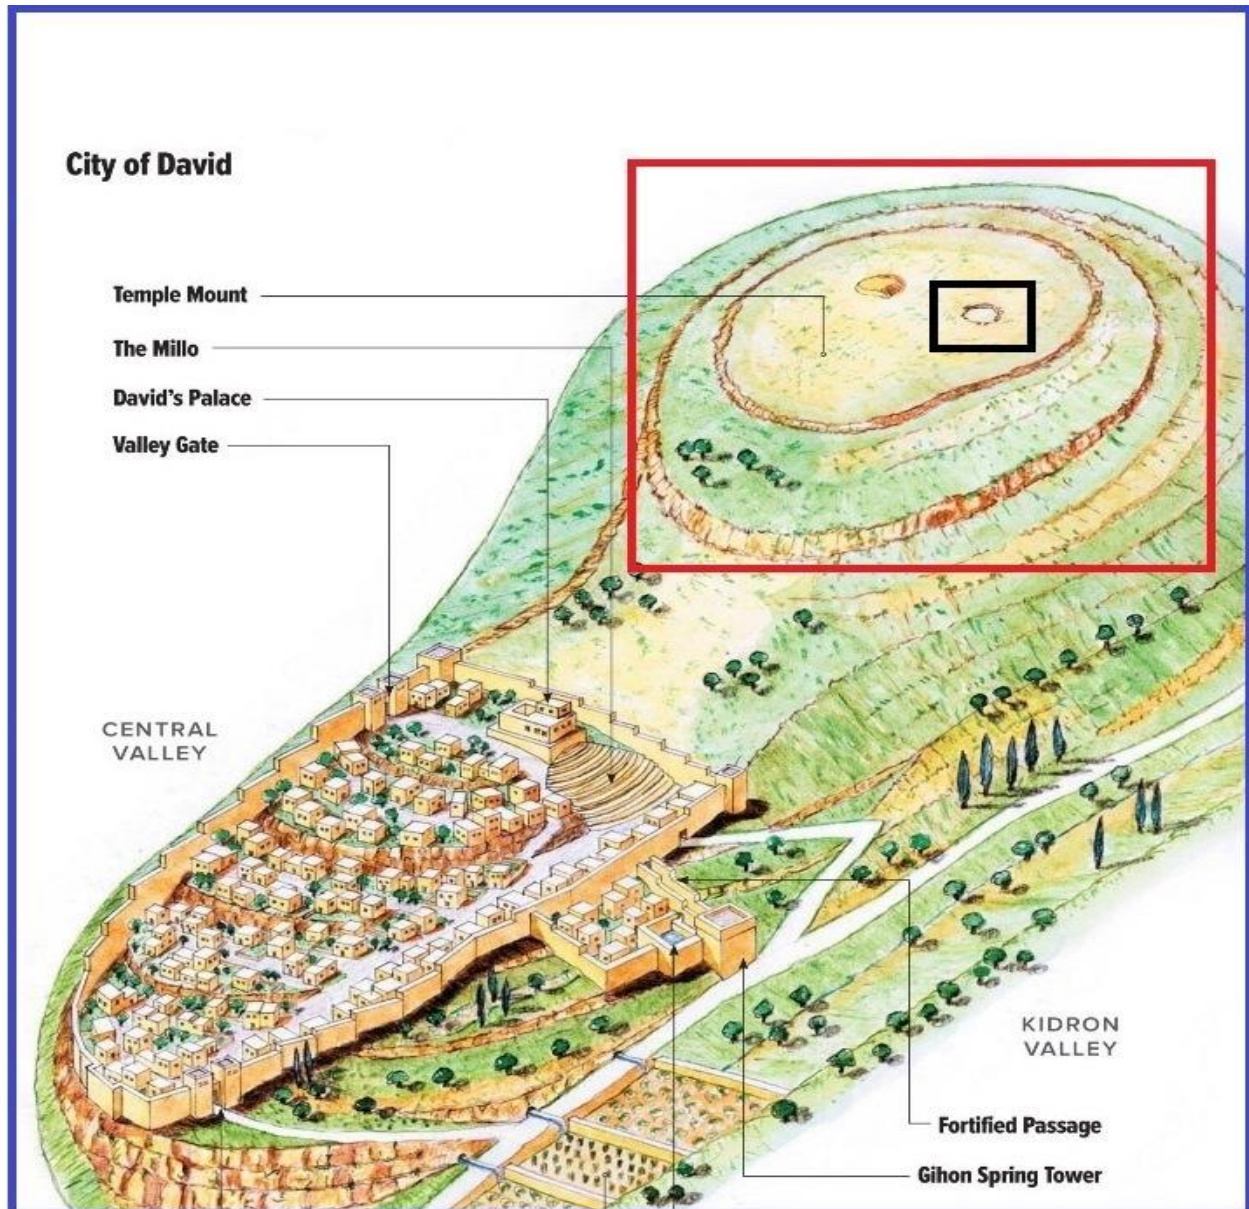 City of David
Temple Mount
The Millo
David's Palace
Valley Gate
CENTRAL
VALLEY
KIDRON
VALLEY
Fortified Passage
Gihon Spring Tower